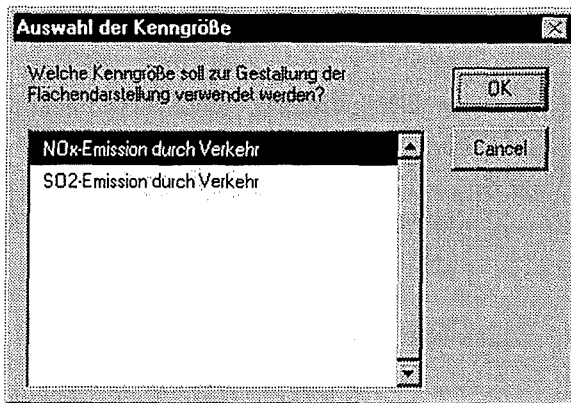 Auswahl der Kenngröße
Welche Kenngröße soll zur Gestaltung der
Flächendarstellung verwendet werden?
OK
NOx-Emission durch Verkehr
Cancel
SO2-Emission durch Verkehr